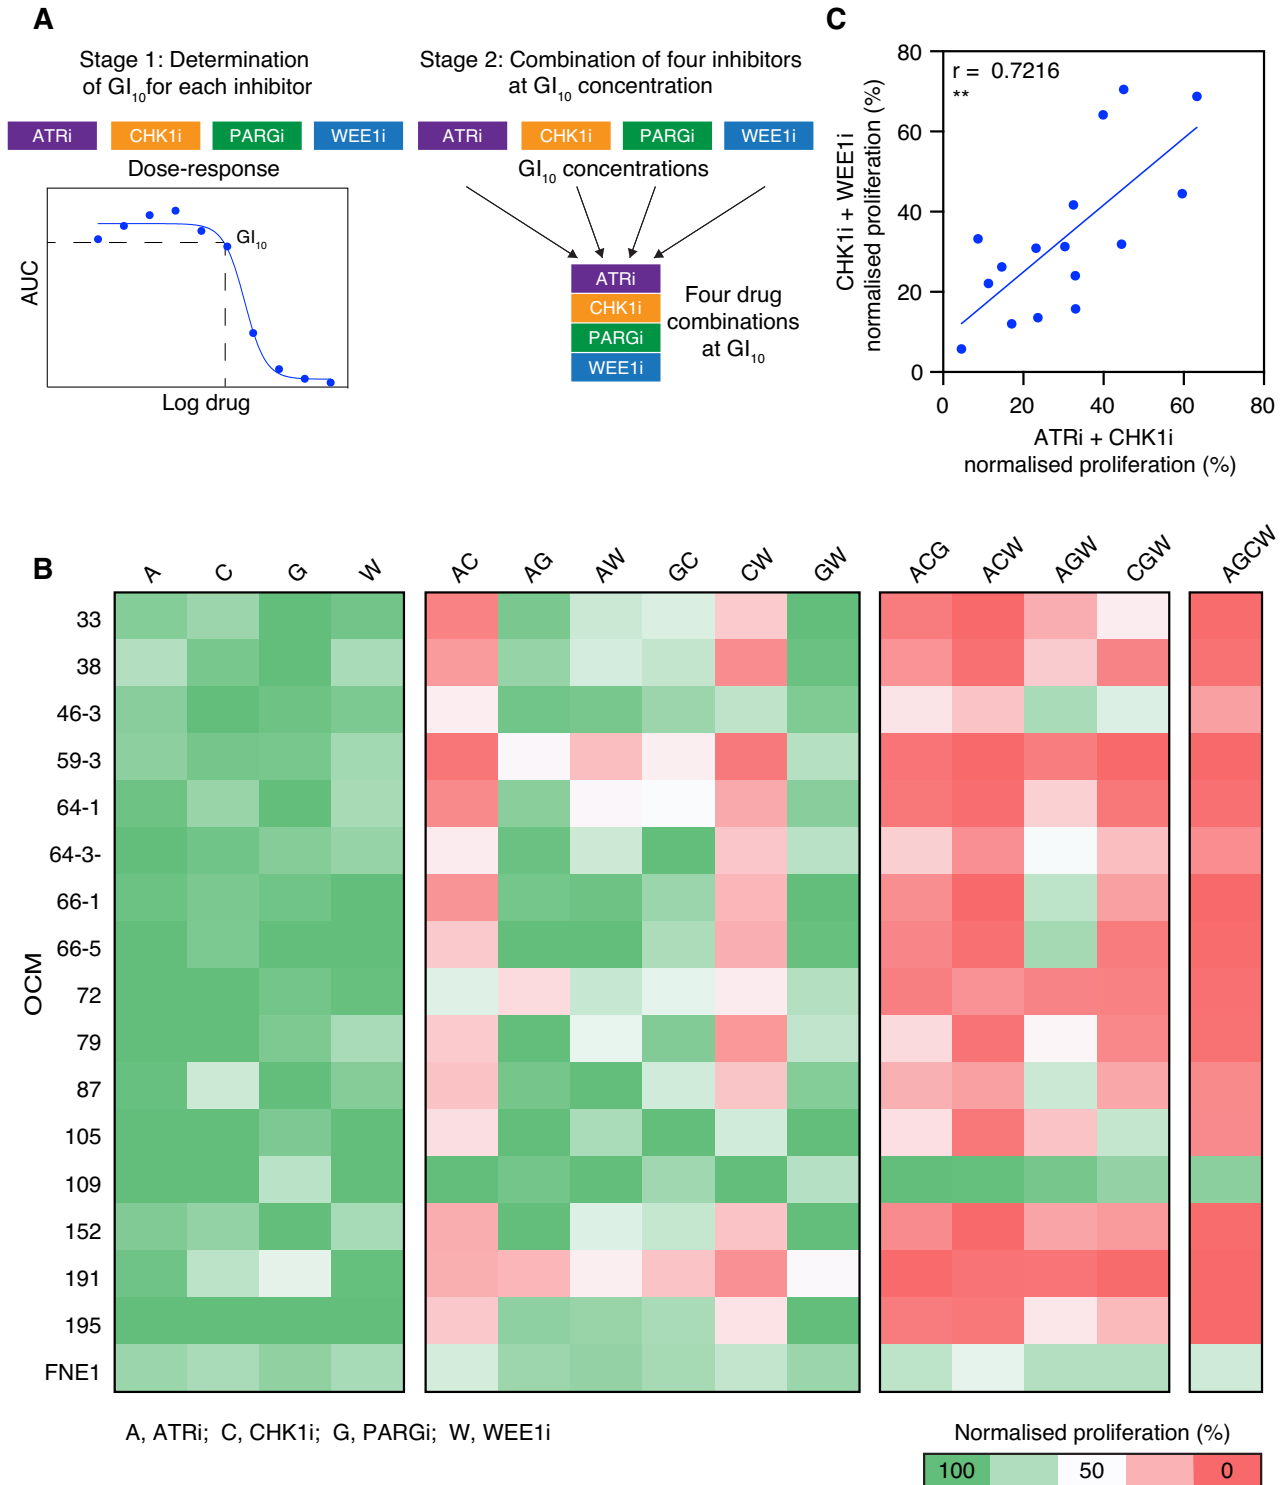 A
Stage 1: Determination
of GI10for each inhibitor
ATRi CHK1i PARGi WEE1i
Dose-response
GI10
AUC
Log drug
Stage 2: Combination of four inhibitors
at GI10 concentration
ATRi CHK1i PARGi WEE1i
GI10 concentrations
ATRi
CHK1i
PARGi
WEE1i
Four drug
combinations
at GI10
C
r = 0.7216
**
80
60
40
20
0
0 20 40 60 80
CHK1i + WEE1i
normalised proliferation (%)
ATRi + CHK1i
normalised proliferation (%)
B
A C G W AC AG AW GC CW GW ACG ACW AGW CGW AGCW
OCM
33
38
46-3
59-3
64-1
64-3-
66-1
66-5
72
79
87
105
109
152
191
195
FNE1
A, ATRi; C, CHK1i; G, PARGi; W, WEE1i
Normalised proliferation (%)
100 50 0